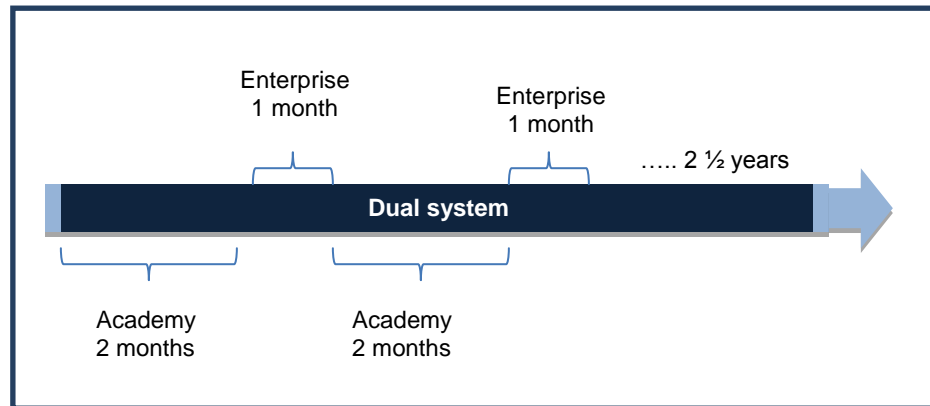 Enterprise
1 month
Enterprise
1 month
….. 2 ½ years
Dual system
Academy
2 months
Academy
2 months